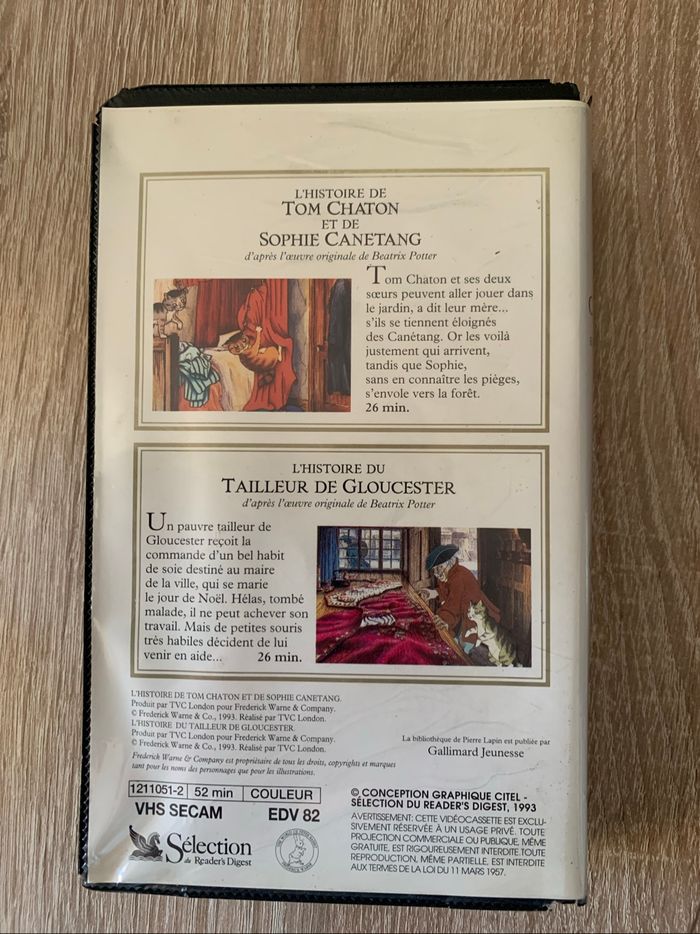 L'HISTOIRE DE
TOM CHATON
ET DE
SOPHIE CANETANG
d'après l'œuvre originale de Beatrix Potter
Tom Chaton et ses deux
sœurs peuvent aller jouer dans
le jardin, a dit leur mère...
s'ils se tiennent éloignés
des Canétang. Or les voilà
justement qui arrivent,
tandis que Sophie,
sans en connaître les pièges,
s'envole vers la forêt.
26 min.
L'HISTOIRE DU
TAILLEUR DE GLOUCESTER
d'après l'œuvre originale de Beatrix Potter
Un pauvre tailleur de
Gloucester reçoit la
commande d'un bel habit
de soie destiné au maire
de la ville, qui se marie
le jour de Noël. Hélas, tombé
malade, il ne peut achever son
travail. Mais de petites souris
très habiles décident de lui
venir en aide... 26 min.
L'HISTOIRE DE TOM CHATON ET DE SOPHIE CANETANG.
Produit par TVC London pour Frederick Warne & Company.
© Frederick Warne & Co., 1993. Réalisé par TVC London.
L'HISTOIRE DU TAILLEUR DE GLOUCESTER.
Produit par TVC London pour Frederick Warne & Company.
© Frederick Warne & Co., 1993. Réalisé par TVC London.
Frederick Warne & Company est propriétaire de tous les droits, copyrights et marques
tant pour les noms des personnages que pour les illustrations.
La bibliothèque de Pierre Lapin est publiée par
Gallimard Jeunesse
1211051-2 52 min COULEUR
VHS SECAM EDV 82
Sélection
du Reader's Digest
© CONCEPTION GRAPHIQUE CITEL -
SÉLECTION DU READER'S DIGEST, 1993
AVERTISSEMENT: CETTE VIDÉOCASSETTE EST EXCLU-
SIVEMENT RÉSERVÉE À UN USAGE PRIVÉ. TOUTE
PROJECTION COMMERCIALE OU PUBLIQUE, MÊME
GRATUITE, EST RIGOUREUSEMENT INTERDITE. TOUTE
REPRODUCTION, MÊME PARTIELLE, EST INTERDITE
AUX TERMES DE LA LOI DU 11 MARS 1957.